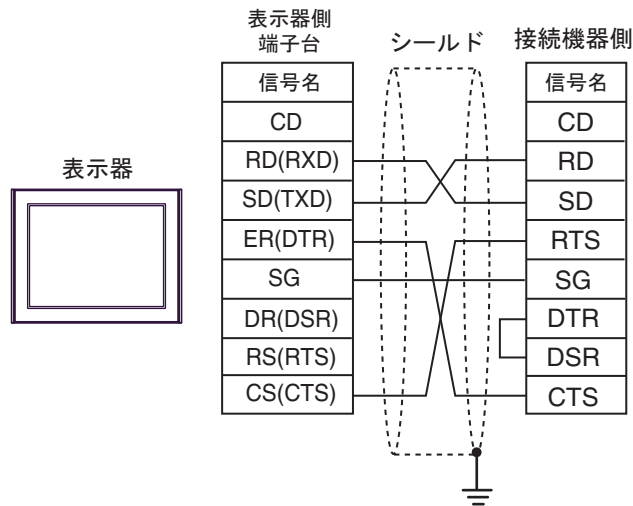 表示器
表示器側
端子台
信号名
CD
RD(RXD)
SD(TXD)
ER(DTR)
SG
DR(DSR)
RS(RTS)
CS(CTS)
シールド
接続機器側
信号名
CD
RD
SD
RTS
SG
DTR
DSR
CTS